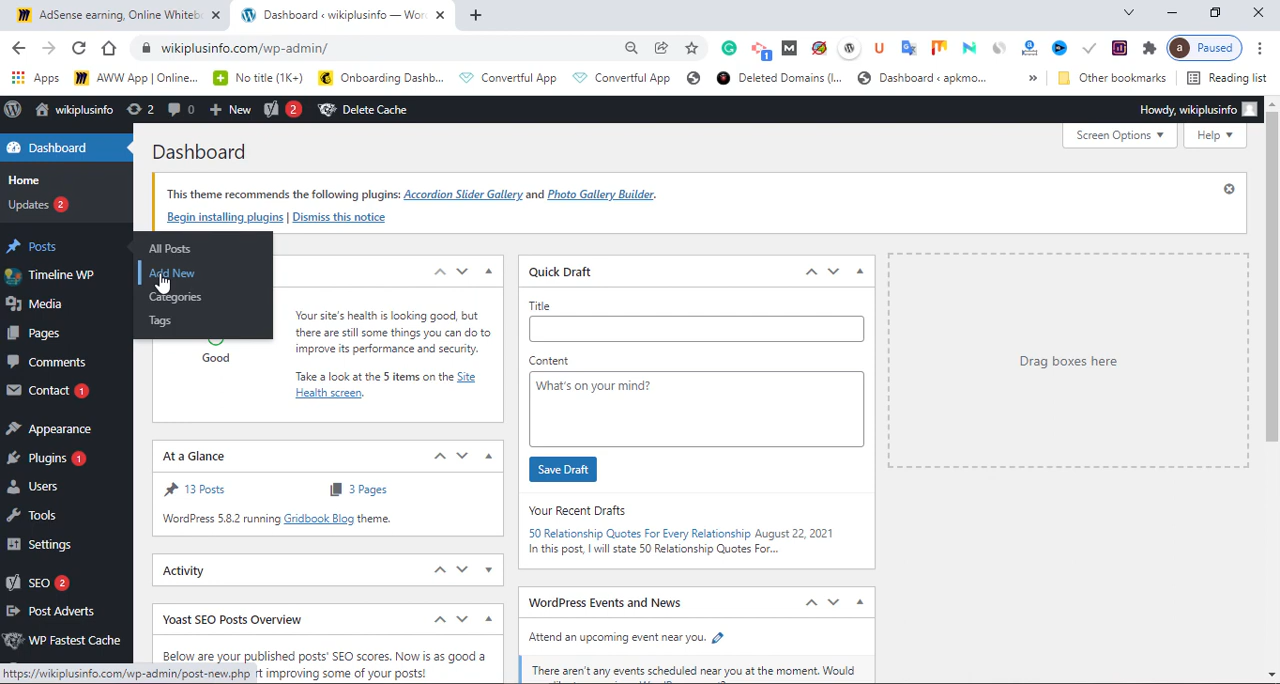 AdSense earning, Online Whitebo
Dashboard ‹ wikiplusinfo — Wor
wikiplusinfo.com/wp-admin/
Paused
Apps
AWW App | Online...
No title (1K+)
Onboarding Dashb...
Convertful App
Convertful App
Deleted Domains (I...
Dashboard ‹ apkmo...
»
Other bookmarks
Reading list
wikiplusinfo
2
0
New
2
Delete Cache
Howdy, wikiplusinfo
Dashboard
Home
Updates 2
Posts
Timeline WP
Media
Pages
Comments
Contact 1
Appearance
Plugins 1
Users
Tools
Settings
SEO 2
Post Adverts
WP Fastest Cache
All Posts
Add New
Categories
Tags
Screen Options
Help
Dashboard
This theme recommends the following plugins: Accordion Slider Gallery and Photo Gallery Builder.
Begin installing plugins | Dismiss this notice
Good
Your site's health is looking good, but
there are still some things you can do to
improve its performance and security.
Take a look at the 5 items on the Site
Health screen.
At a Glance
13 Posts
3 Pages
WordPress 5.8.2 running Gridbook Blog theme.
Activity
Yoast SEO Posts Overview
Below are your published posts' SEO scores. Now is as good a
rt improving some of your posts!
Quick Draft
Title
Content
What's on your mind?
Save Draft
Your Recent Drafts
50 Relationship Quotes For Every Relationship August 22, 2021
In this post, I will state 50 Relationship Quotes For...
WordPress Events and News
Attend an upcoming event near you.
There aren't any events scheduled near you at the moment. Would
Drag boxes here
https://wikiplusinfo.com/wp-admin/post-new.php